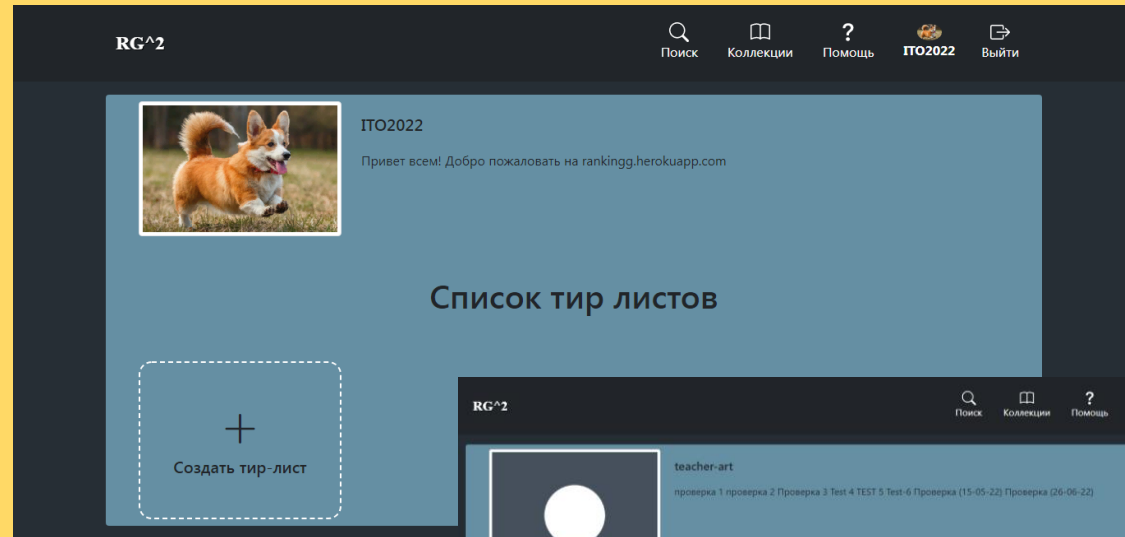 RG^2
Поиск
Коллекции
Помощь
ITO2022
Выйти
ITO2022
Привет всем! Добро пожаловать на rankingg.herokuapp.com
Список тир листов
Создать тир-лист
RG^2
Поиск
Коллекции
Помощь
teacher-art
проверка 1 проверка 2 Проверка 3 Test 4 TEST 5 Test-6 Проверка (15-05-22) Проверка (26-06-22)